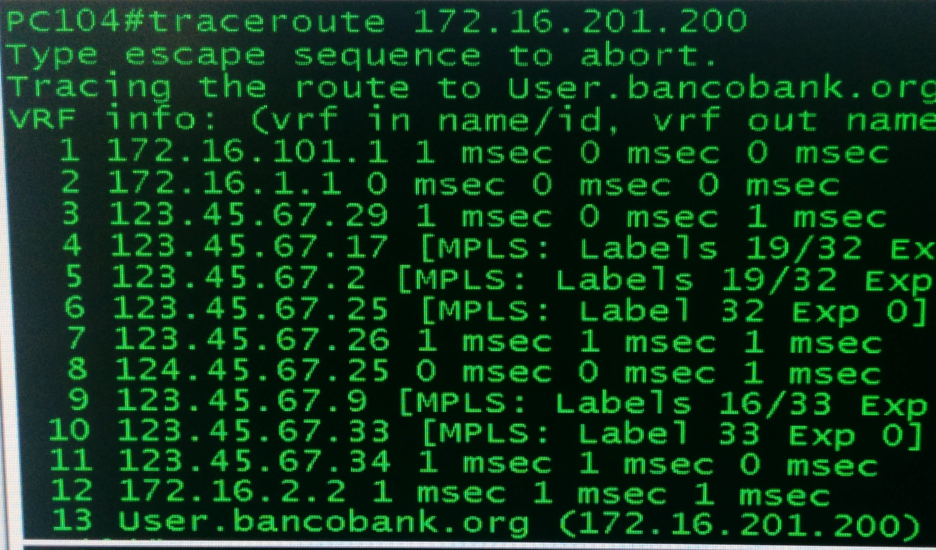 PC104#traceroute 172.16.201.200
Type escape sequence to abort.
Tracing the route to User.bancobank.org
VRF info: (vrf in name/id, vrf out name
1 172.16.101.1 1 msec 0 msec 0 msec
2 172.16.1.1 0 msec 0 msec 0 msec
3 123.45.67.29 1 msec 0 msec 1 msec
4 123.45.67.17 [MPLS: Labels 19/32 Ex
5 123.45.67.2 [MPLS: Labels 19/32 Exp
6 123.45.67.25 [MPLS: Label 32 Exp 0]
7 123.45.67.26 1 msec 1 msec 1 msec
8 124.45.67.25 0 msec 0 msec 1 msec
9 123.45.67.9 [MPLS: Labels 16/33 Exp
10 123.45.67.33 [MPLS: Label 33 Exp 0]
11 123.45.67.34 1 msec 1 msec 0 msec
12 172.16.2.2 1 msec 1 msec 1 msec
13 User.bancobank.org (172.16.201.200)